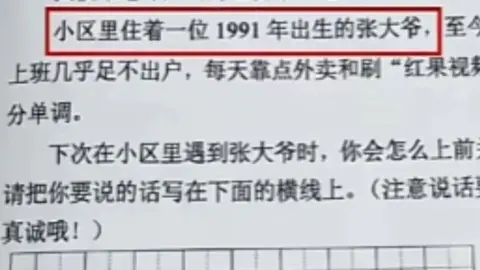 小区里住着一位 1991 年出生的张大爷，至今
上班几乎足不出户，每天靠点外卖和刷“红果视频
分单调。
下次在小区里遇到张大爷时，你会怎么上前
请把你要说的话写在下面的横线上。（注意说话要
真诚哦！）